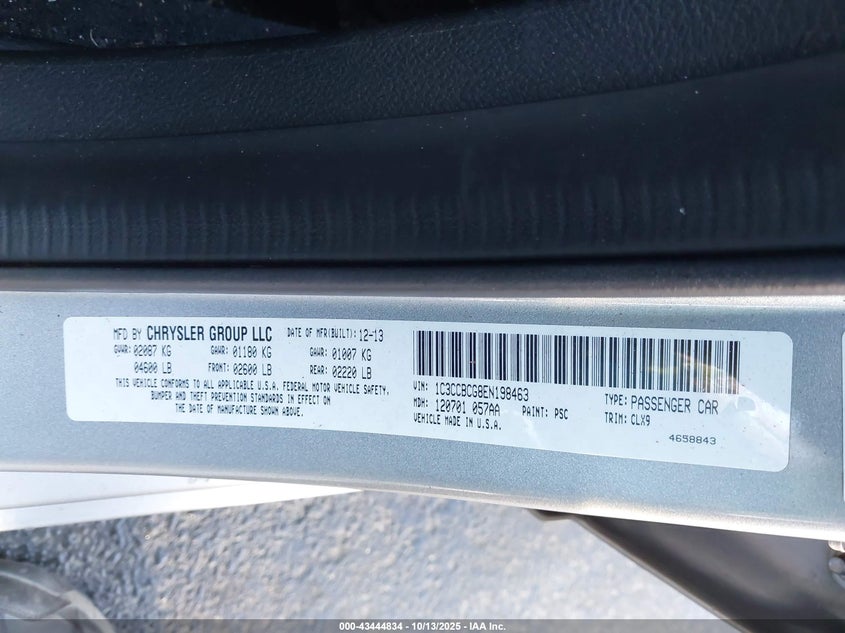 MFD BY CHRYSLER GROUP LLC DATE OF MFR(BUILT): 12-13
GVWR: 02087 KG GAWR: 01180 KG GAWR: 01007 KG
04600 LB FRONT: 02600 LB REAR: 02220 LB
THIS VEHICLE CONFORMS TO ALL APPLICABLE U.S.A. FEDERAL MOTOR VEHICLE SAFETY,
BUMPER AND THEFT PREVENTION STANDARDS IN EFFECT ON
THE DATE OF MANUFACTURE SHOWN ABOVE.
VIN: 1C3CCBCG8EN198463 TYPE: PASSENGER CAR
MDH: 120701 057AA PAINT: PSC TRIM: CLX9
VEHICLE MADE IN U.S.A.
4658843
000-43444834 - 10/13/2025 - IAA Inc.